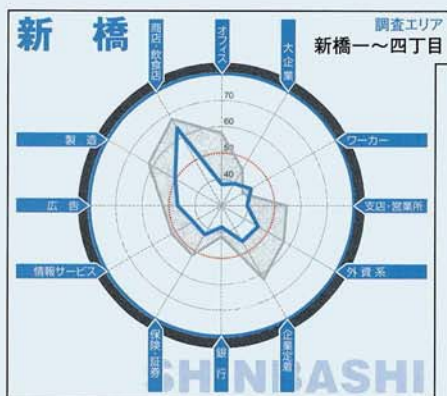 新橋
調査エリア
新橋一〜四丁目
オフィス
大企業
ワーカー
支店・営業所
外資系
企業定着
銀行
保険・証券
情報サービス
広告
製造
商店・飲食店
70
60
50
40
SHINBASHI